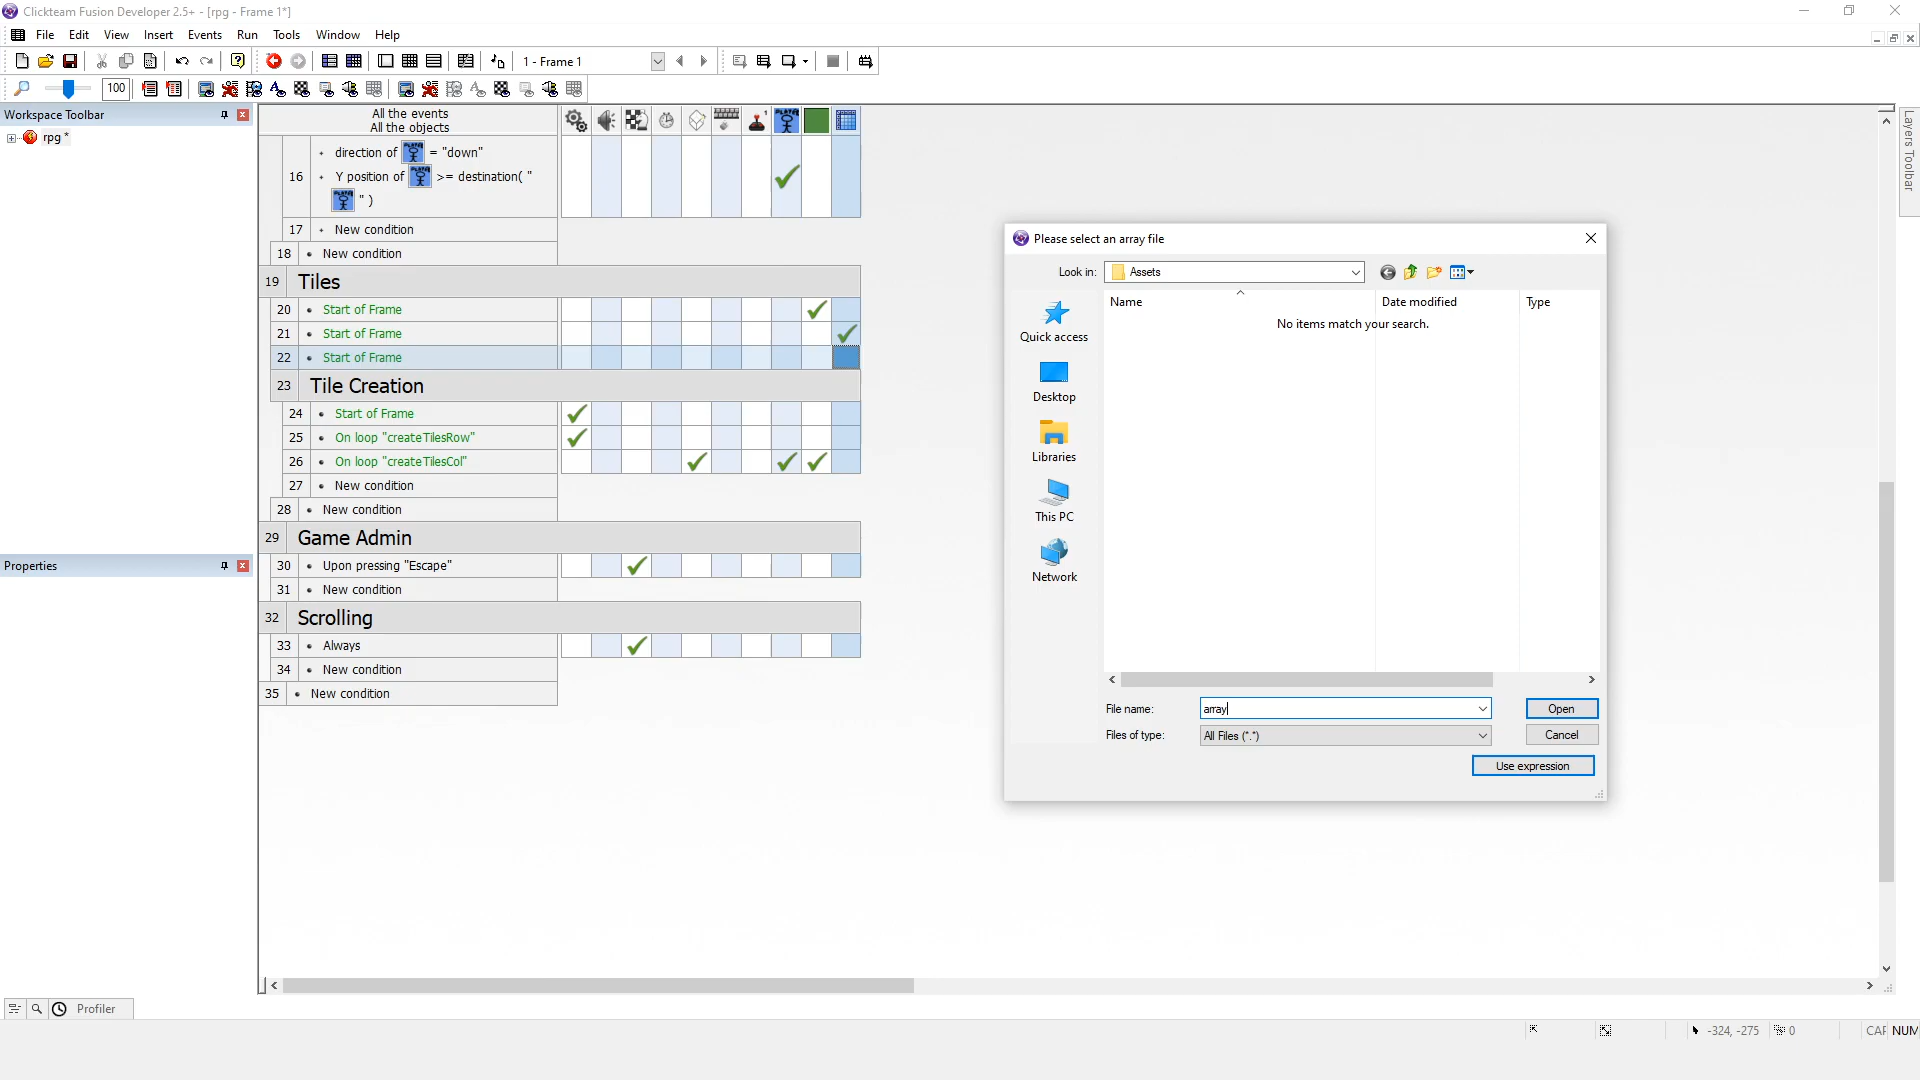 Clickteam Fusion Developer 2.5+ - [rpg - Frame 1*]
File Edit View Insert Events Run Tools Window Help
1 - Frame 1
100
Workspace Toolbar
rpg *
Properties
All the events
All the objects
16
direction of = "down"
Y position of >= destination( "
" )
17 New condition
18 New condition
19 Tiles
20 Start of Frame
21 Start of Frame
22 Start of Frame
23 Tile Creation
24 Start of Frame
25 On loop "createTilesRow"
26 On loop "createTilesCol"
27 New condition
28 New condition
29 Game Admin
30 Upon pressing "Escape"
31 New condition
32 Scrolling
33 Always
34 New condition
35 New condition
Please select an array file
Look in: Assets
Name Date modified Type
No items match your search.
Quick access
Desktop
Libraries
This PC
Network
File name: array Open
Files of type: All Files (*.*) Cancel
Use expression
Layers Toolbar
Profiler
-324, -275 0 CAP NUM